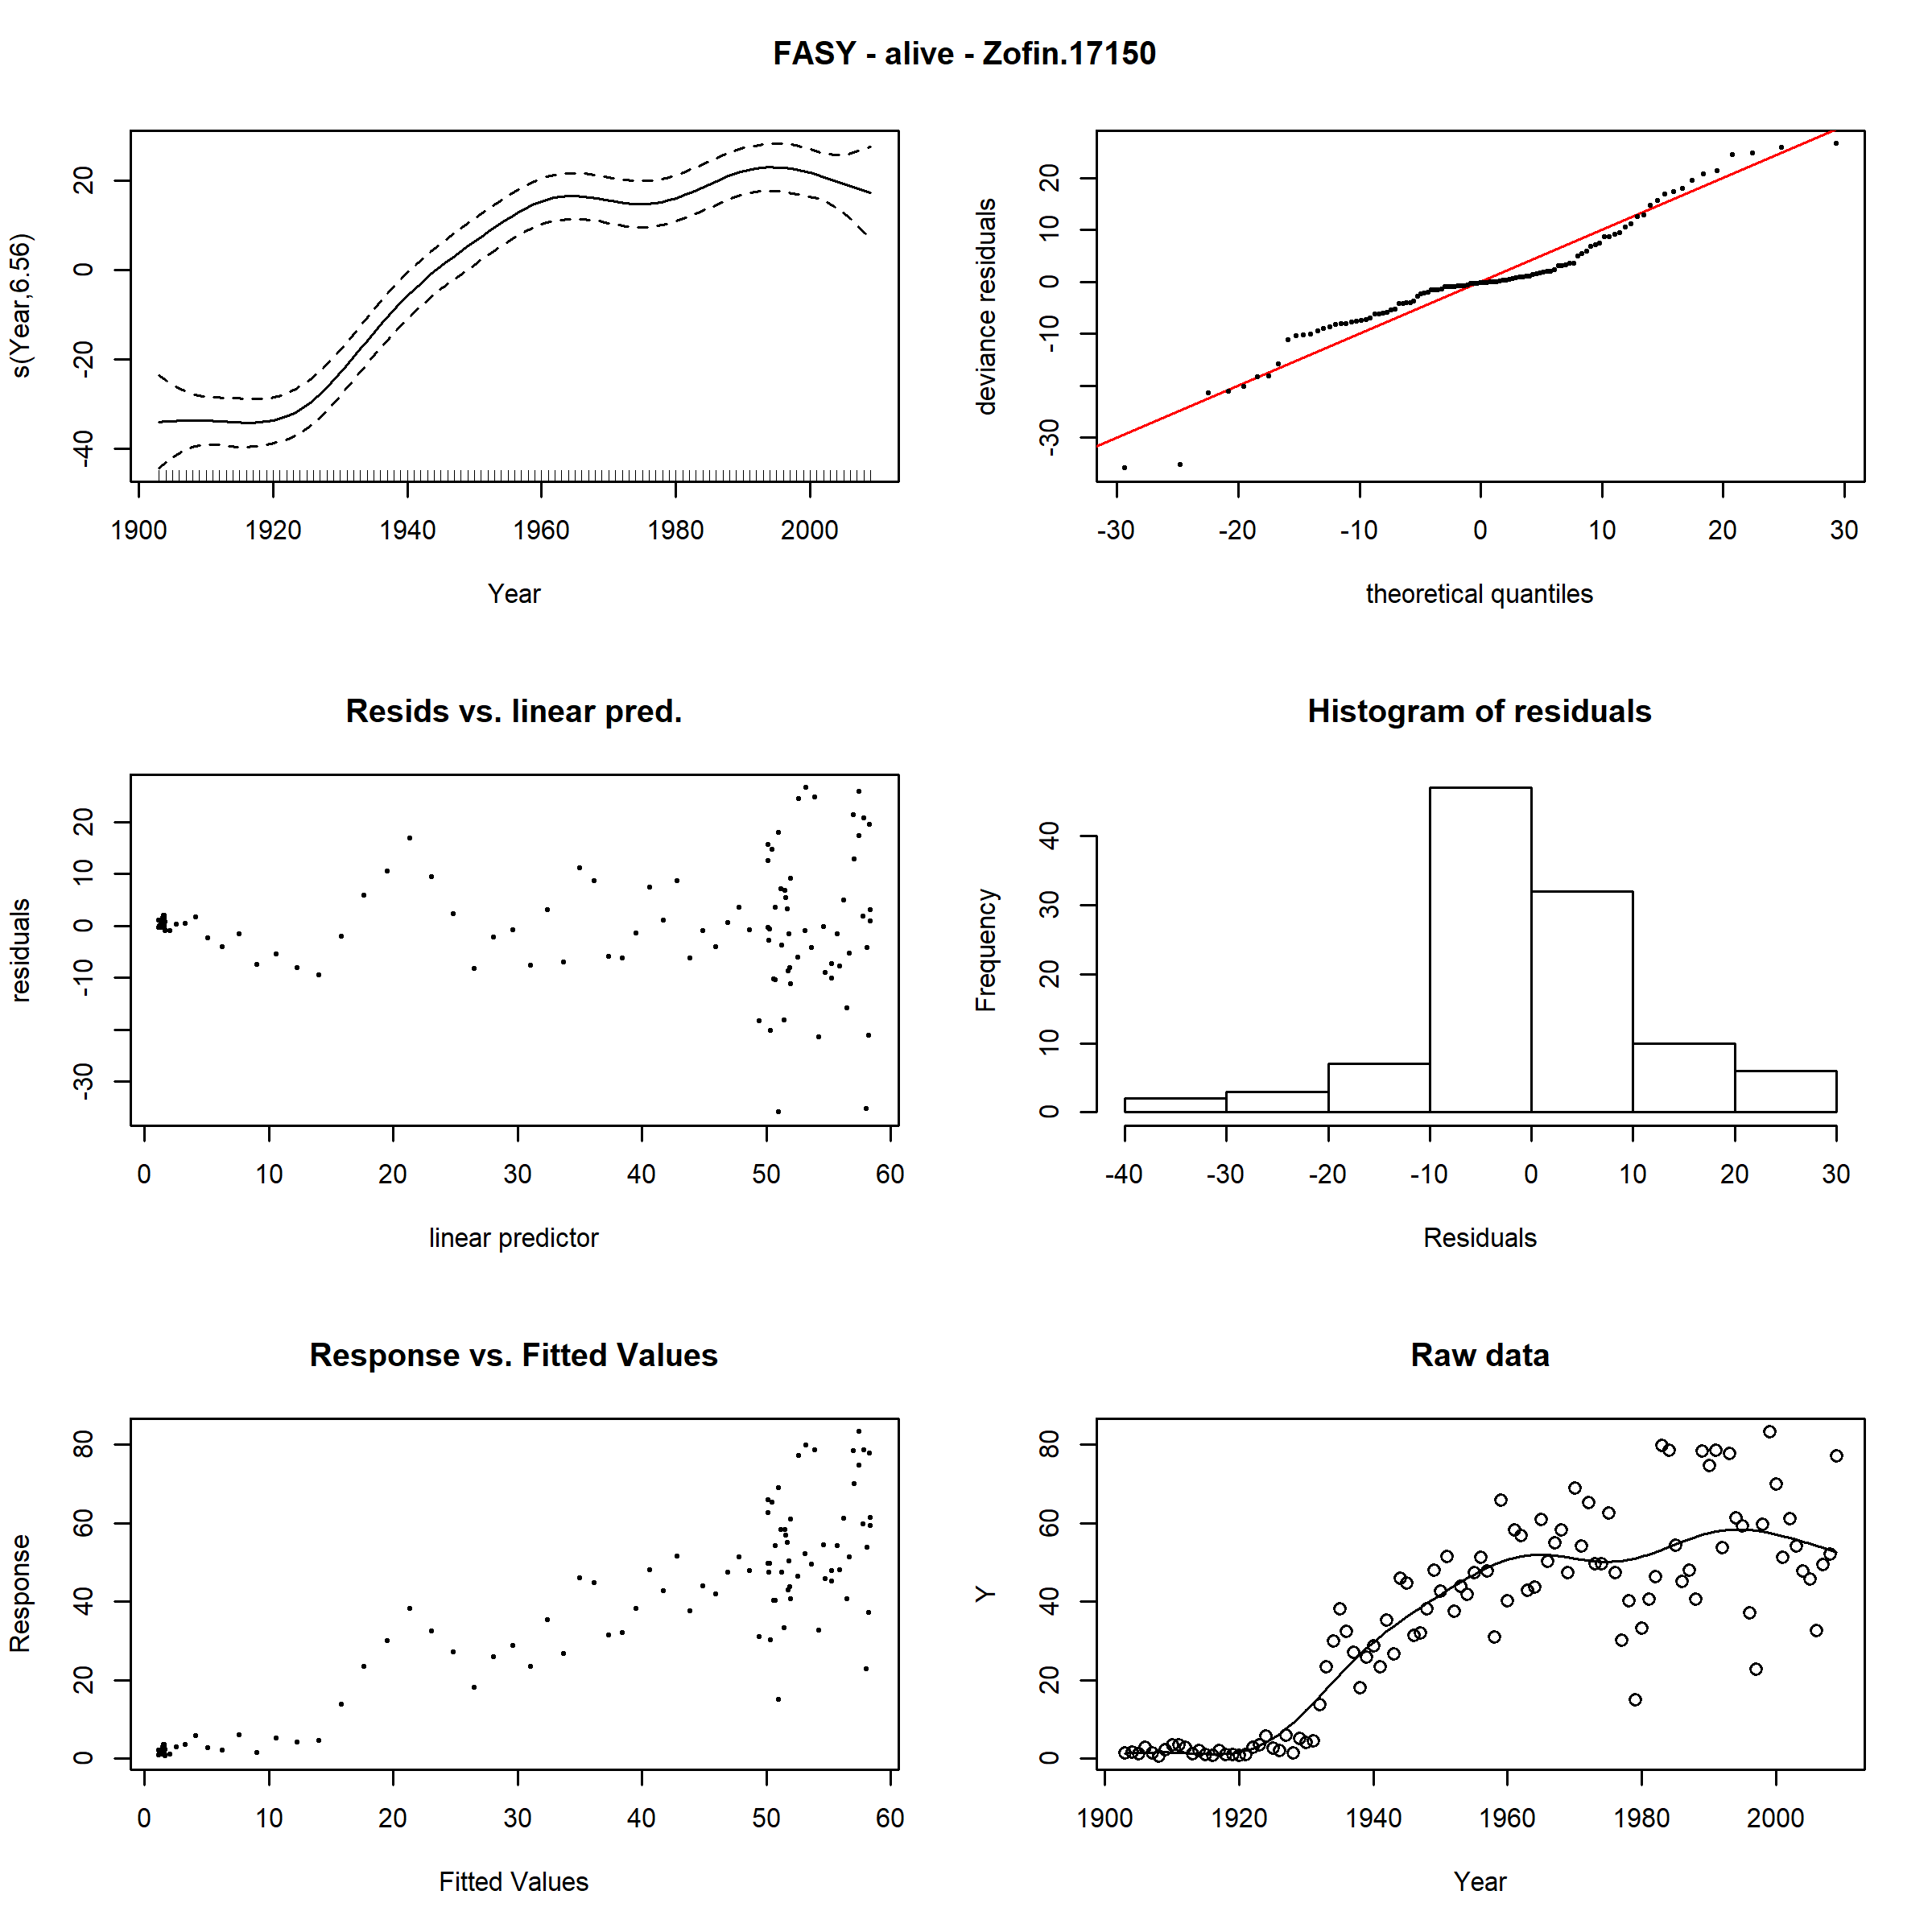 FASY - alive - Zofin.17150
s(Year,6.56)
20
0
-20
-40
1900 1920 1940 1960 1980 2000
Year
deviance residuals
20
10
0
-10
-30
-30 -20 -10 0 10 20 30
theoretical quantiles
Resids vs. linear pred.
residuals
20
10
0
-10
-30
0 10 20 30 40 50 60
linear predictor
Histogram of residuals
Frequency
40
30
20
10
0
-40 -30 -20 -10 0 10 20 30
Residuals
Response vs. Fitted Values
Response
80
60
40
20
0
0 10 20 30 40 50 60
Fitted Values
Raw data
Y
80
60
40
20
0
1900 1920 1940 1960 1980 2000
Year